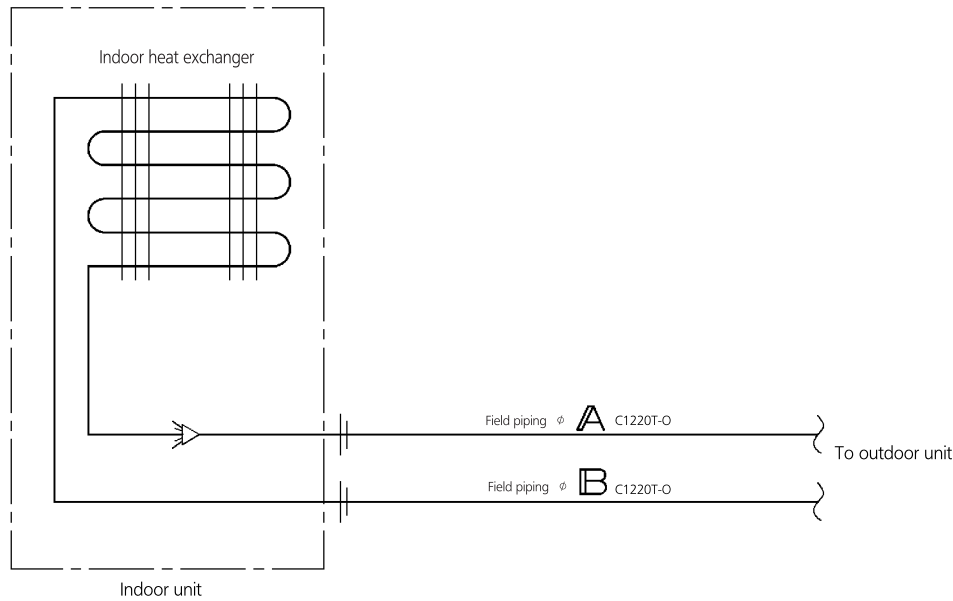 Indoor heat exchanger
Field piping ϕ A C1220T-O
To outdoor unit
Field piping ϕ B C1220T-O
Indoor unit